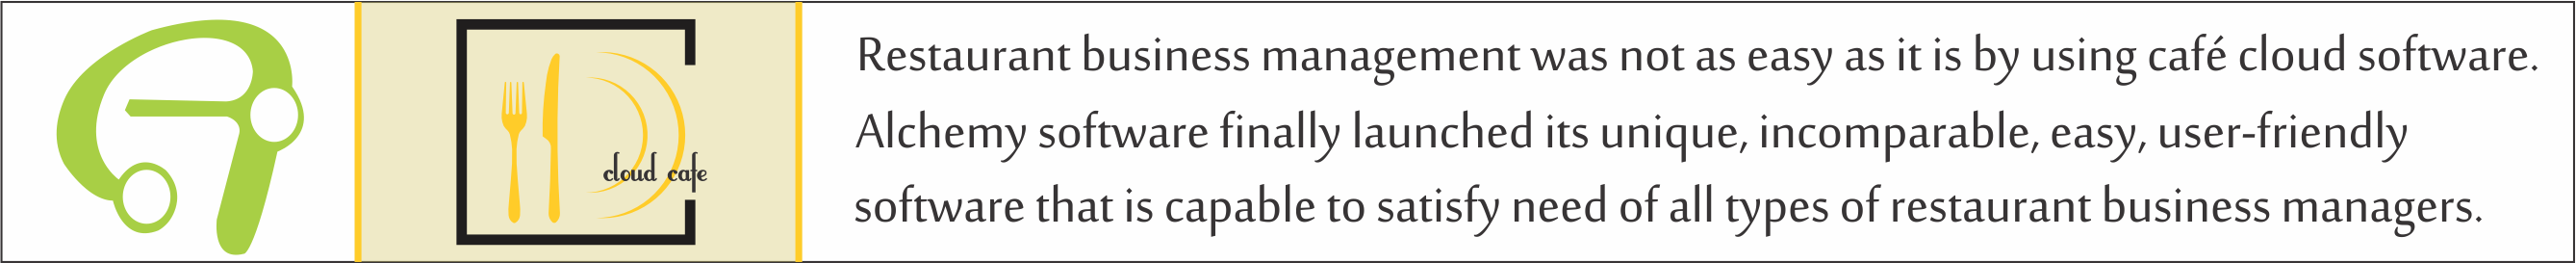 cloud cafe
Restaurant business management was not as easy as it is by using café cloud software.
Alchemy software finally launched its unique, incomparable, easy, user-friendly
software that is capable to satisfy need of all types of restaurant business managers.